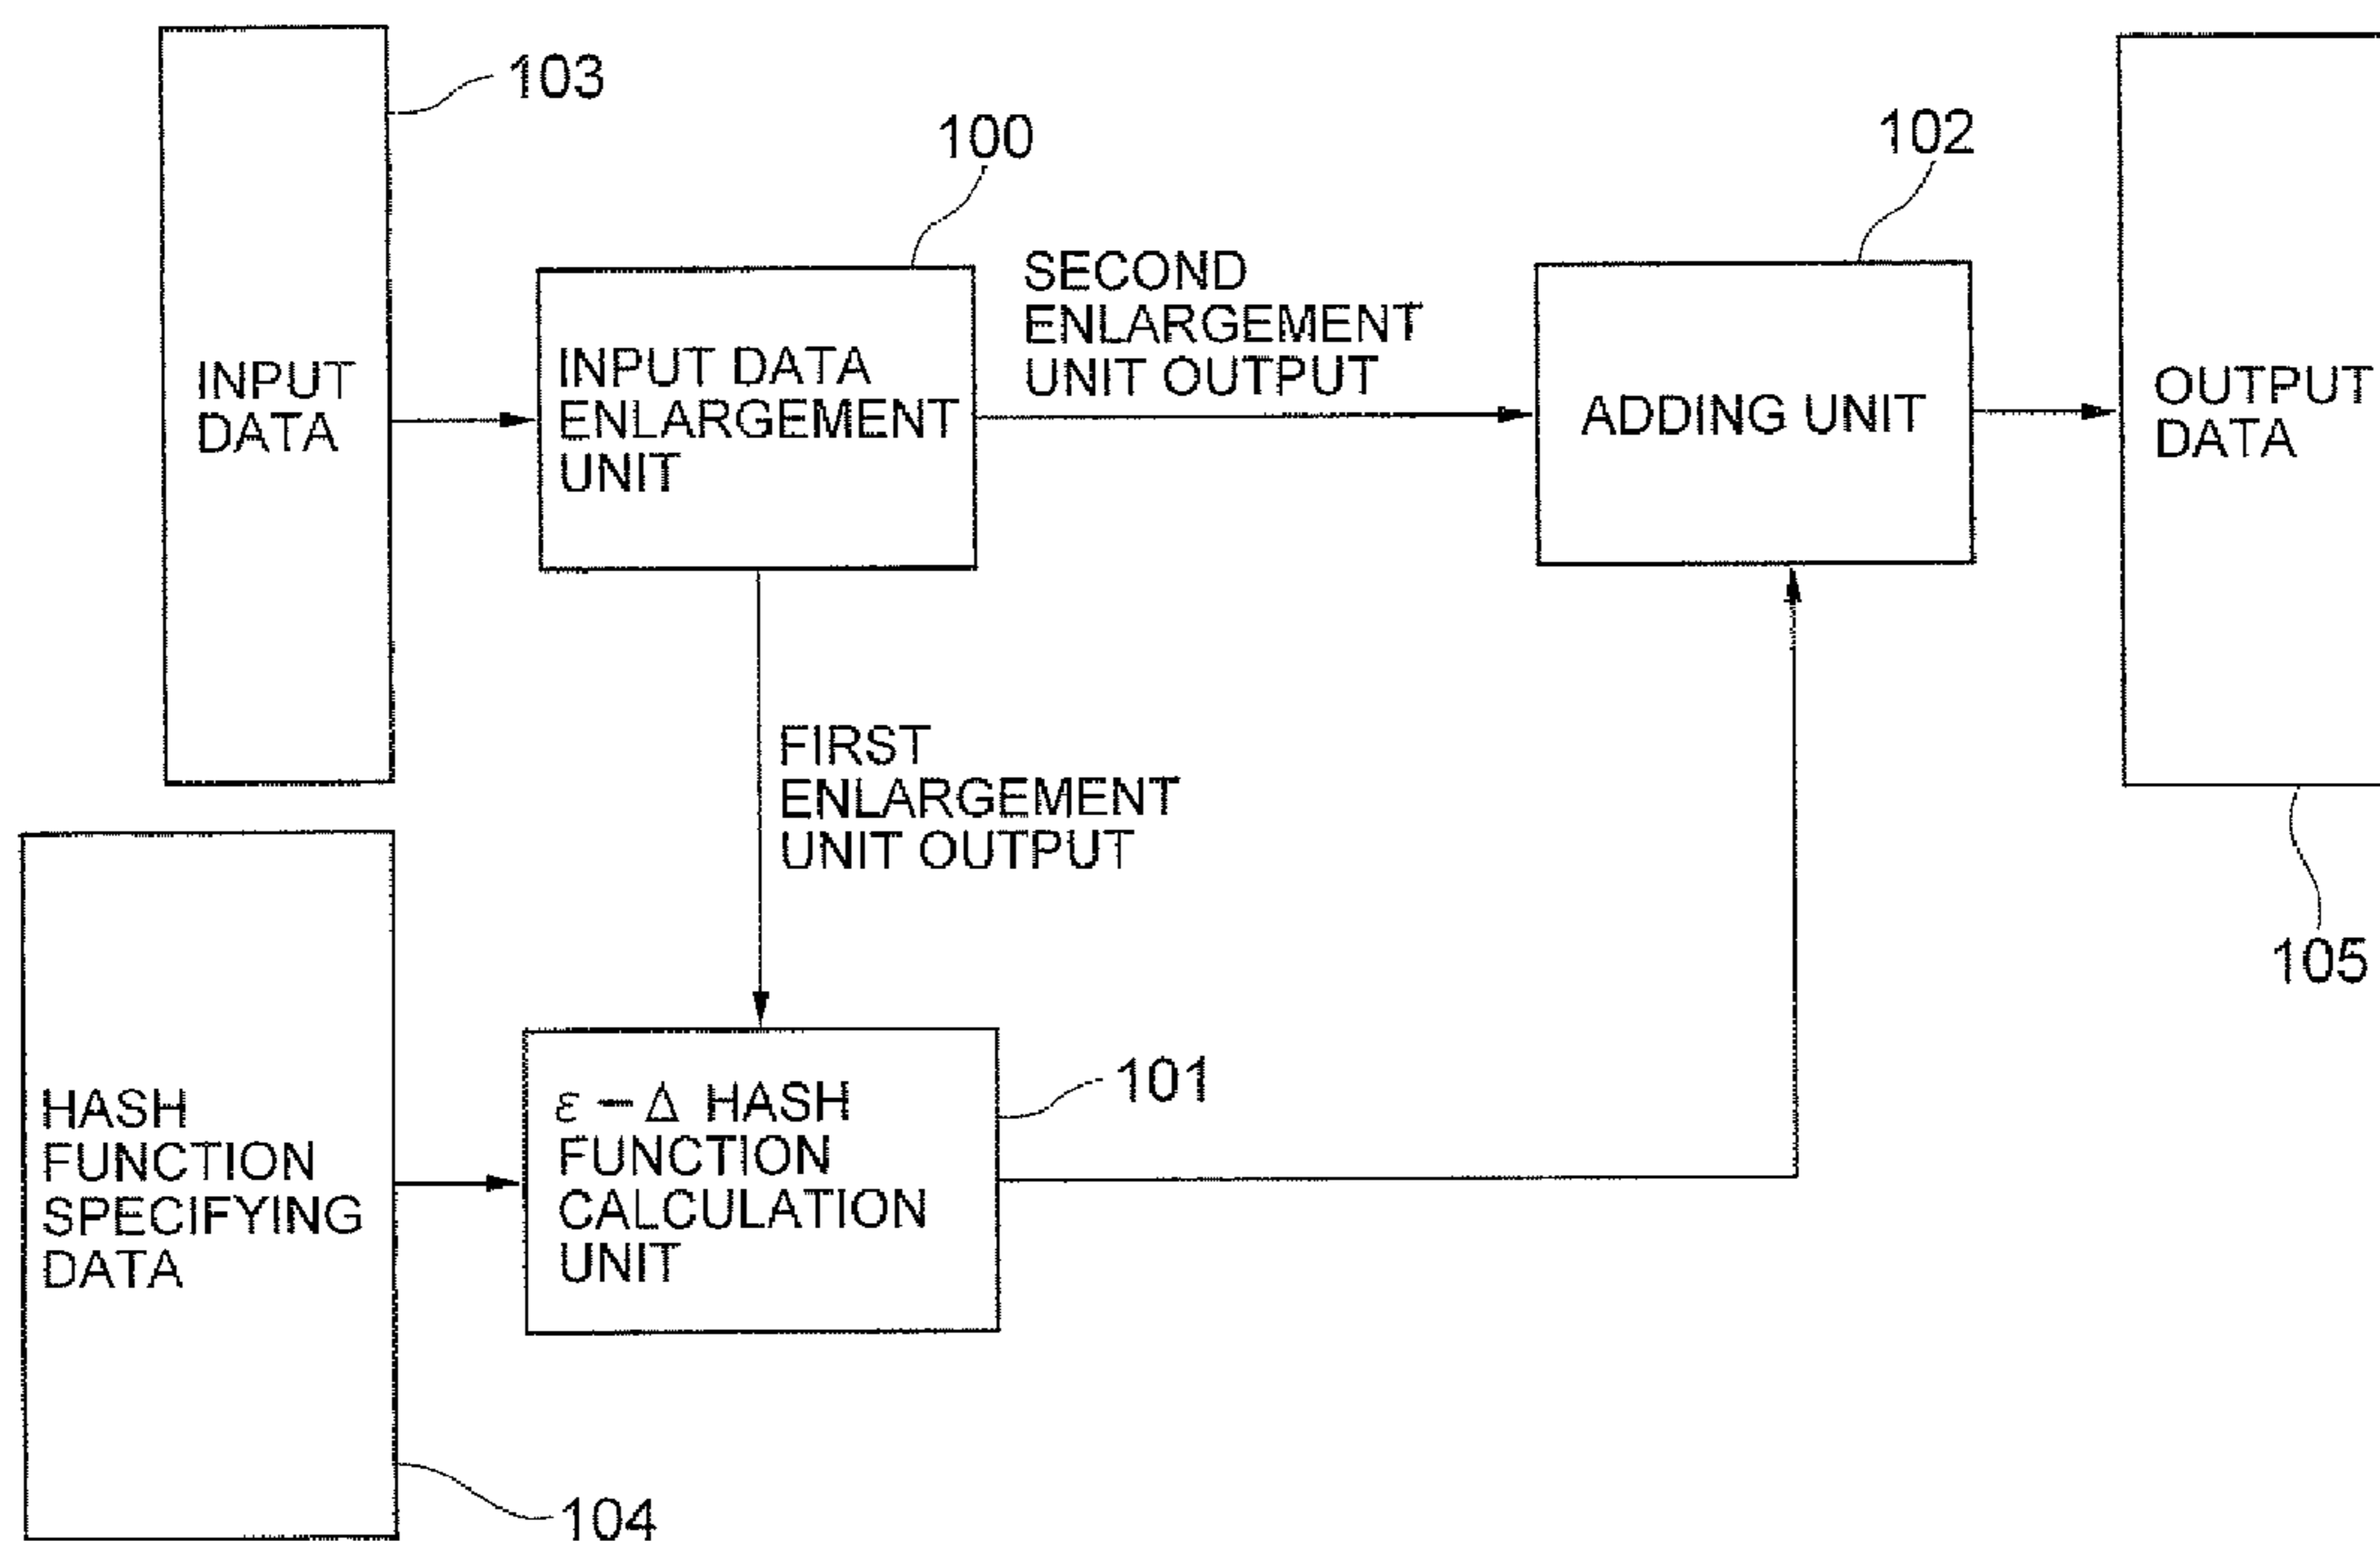 103
100
102
INPUT
DATA
INPUT DATA
ENLARGEMENT
UNIT
SECOND
ENLARGEMENT
UNIT OUTPUT
ADDING UNIT
OUTPUT
DATA
FIRST
ENLARGEMENT
UNIT OUTPUT
105
HASH
FUNCTION
SPECIFYING
DATA
ε-Δ HASH
FUNCTION
CALCULATION
UNIT
101
104